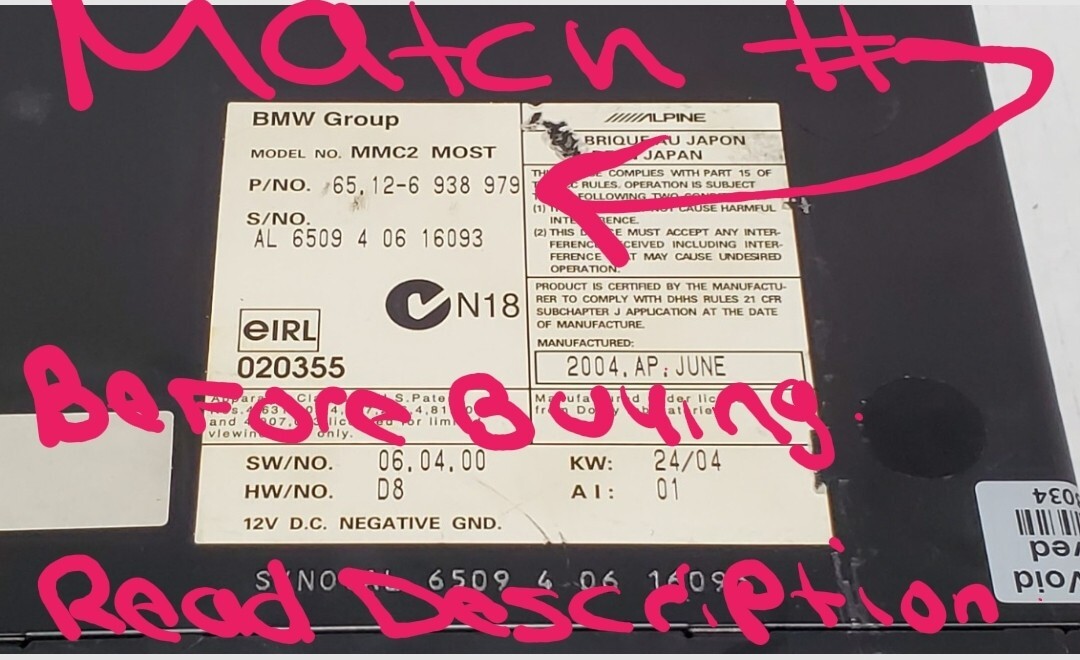 Match #
BMW Group
MODEL NO. MMC2 MOST
P/NO. 65.12-6 938 979
S/NO.
AL 6509 4 06 16093
N18
eIRL
020355
ALPINE
BRIQUE AU JAPON
JAPAN
COMPLIES WITH PART 15 OF
RULES. OPERATION IS SUBJECT
FOLLOWING TWO
(1) CAUSE HARMFUL
(2) THIS MUST ACCEPT ANY INTER-
INCLUDING INTER-
FERENCE MAY CAUSE UNDESIRED
OPERATION.
PRODUCT IS CERTIFIED BY THE MANUFACTU-
RER TO COMPLY WITH DHHS RULES 21 CFR
SUBCHAPTER J APPLICATION AT THE DATE
OF MANUFACTURE.
MANUFACTURED:
2004. AP. JUNE
Before Buying.
SW/NO. 06.04.00 KW: 24/04
HW/NO. D8 AI: 01
12V D.C. NEGATIVE GND.
AL 6509 4 06
Read Description
3034
Void